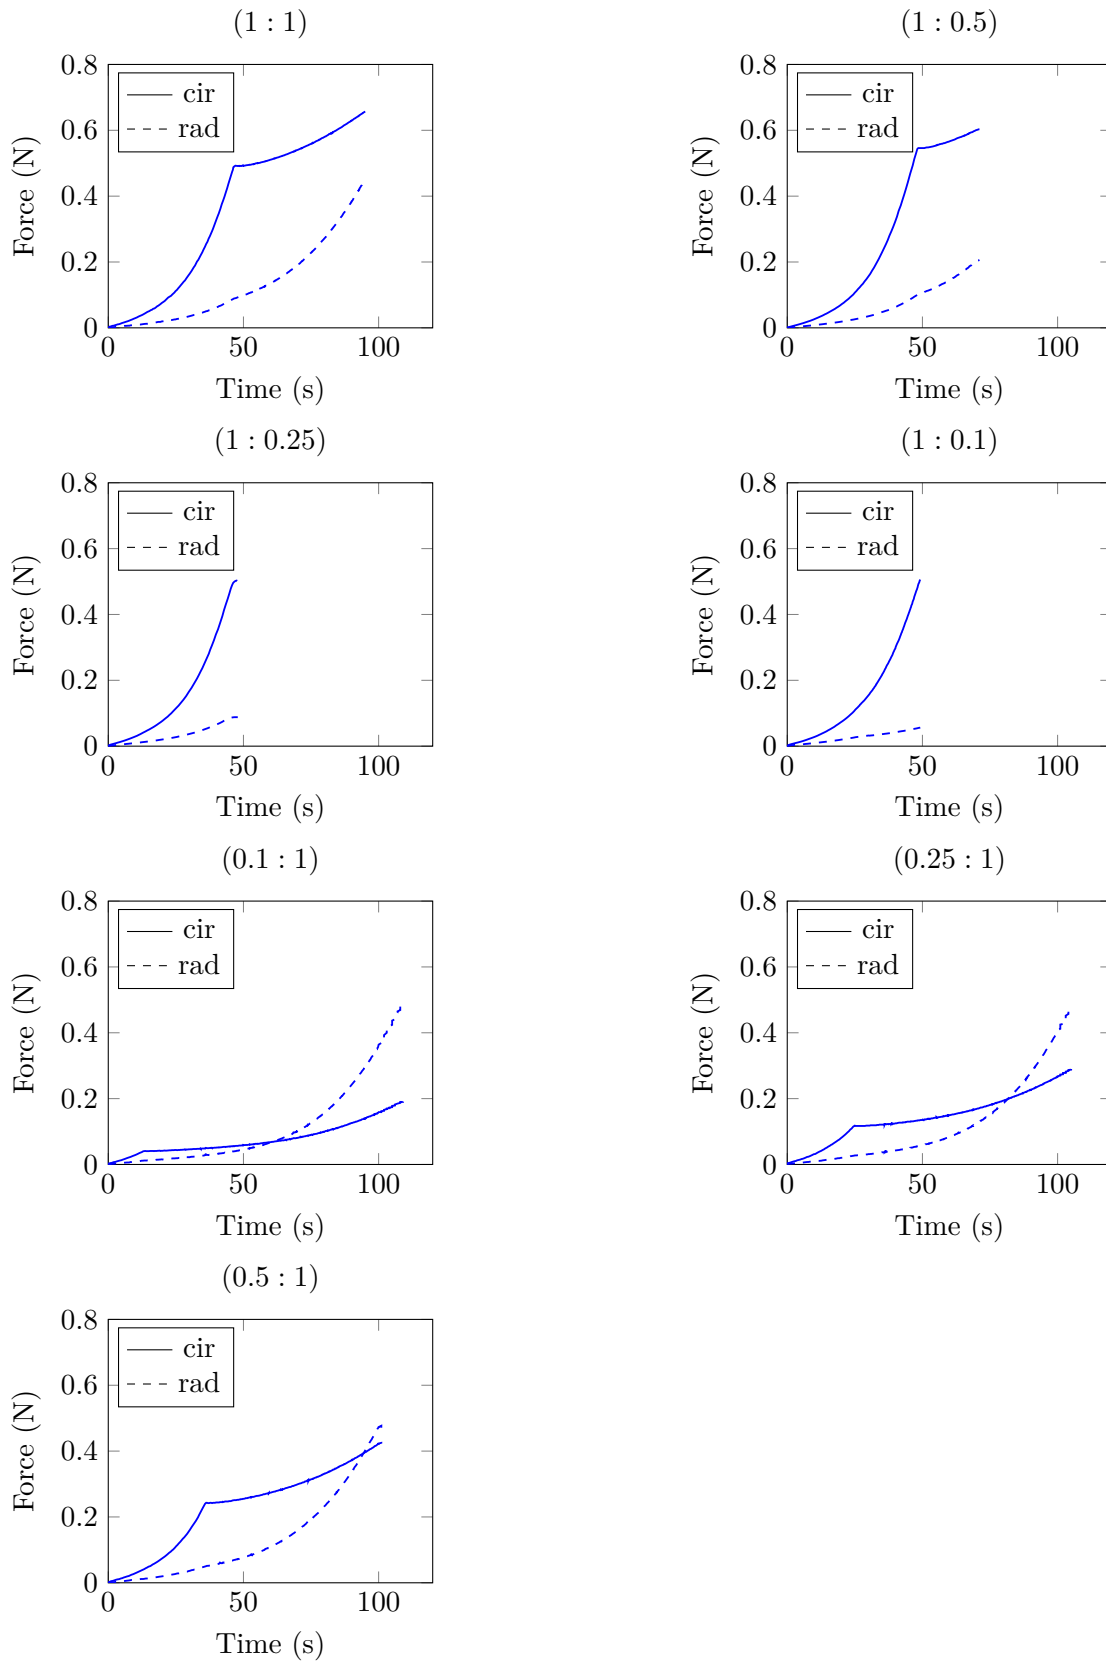 (1 : 1)
0.8
0.6
0.4
0.2
0
0
50
100
Force (N)
Time (s)
cir
rad
(1 : 0.5)
0.8
0.6
0.4
0.2
0
0
50
100
Force (N)
Time (s)
cir
rad
(1 : 0.25)
0.8
0.6
0.4
0.2
0
0
50
100
Force (N)
Time (s)
cir
rad
(1 : 0.1)
0.8
0.6
0.4
0.2
0
0
50
100
Force (N)
Time (s)
cir
rad
(0.1 : 1)
0.8
0.6
0.4
0.2
0
0
50
100
Force (N)
Time (s)
cir
rad
(0.25 : 1)
0.8
0.6
0.4
0.2
0
0
50
100
Force (N)
Time (s)
cir
rad
(0.5 : 1)
0.8
0.6
0.4
0.2
0
0
50
100
Force (N)
Time (s)
cir
rad